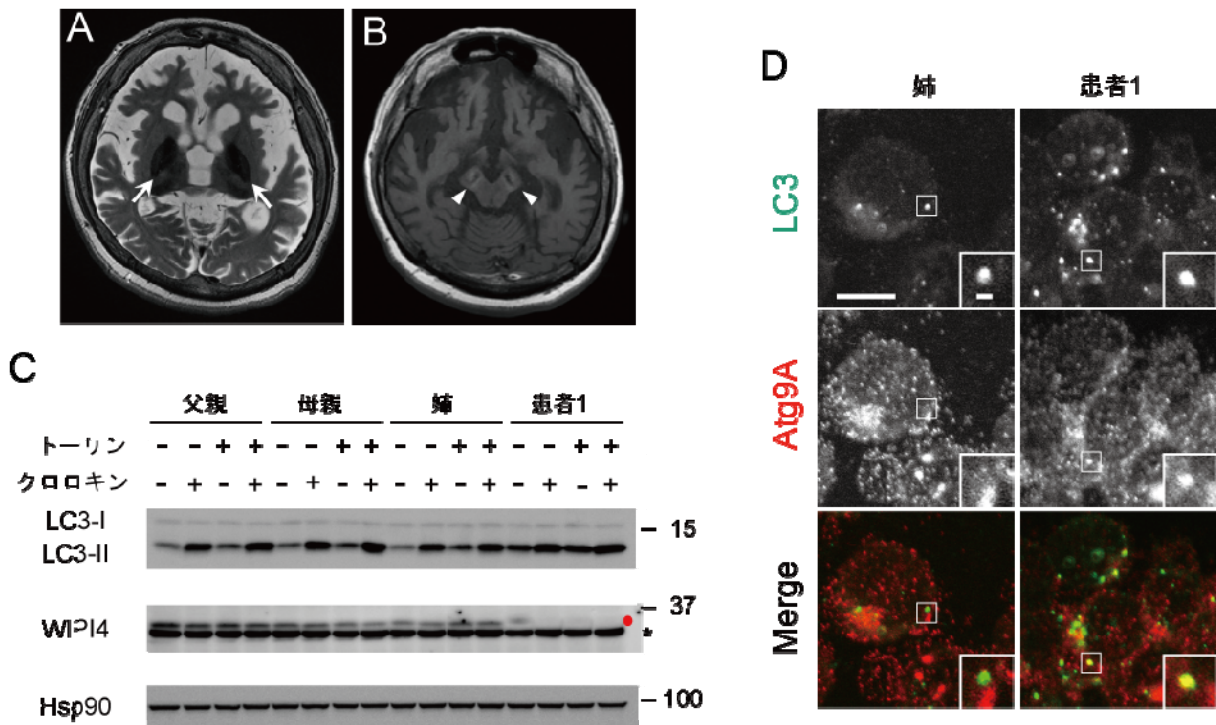 A
B
C
父親 母親 姉 患者1
トーリン - - + + - - + + - - + + - - + +
クロロキン - + - + - + - + - + - + - + - +
LC3-I
15
LC3-II
37
WIPI4
*
Hsp90
100
D
姉 患者1
LC3
Atg9A
Merge